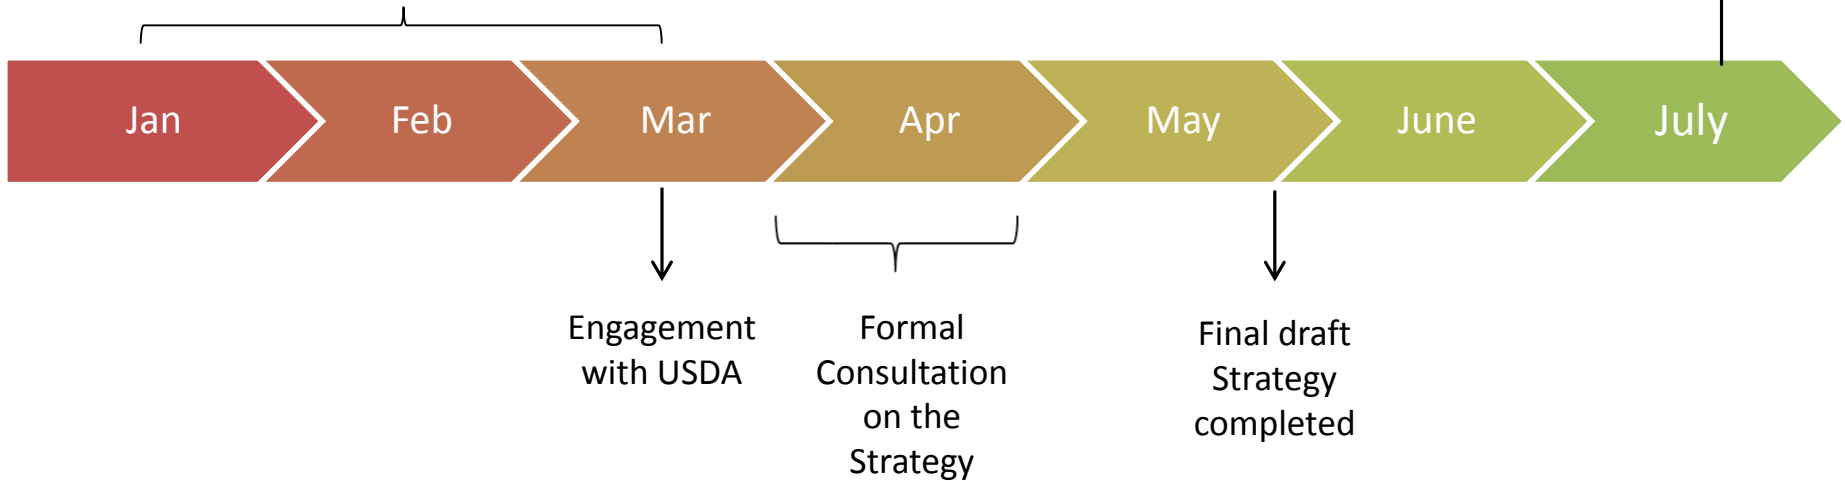 Jan
Feb
Mar
Apr
May
June
July
Engagement
with USDA
Formal
Consultation
on the
Strategy
Final draft
Strategy
completed